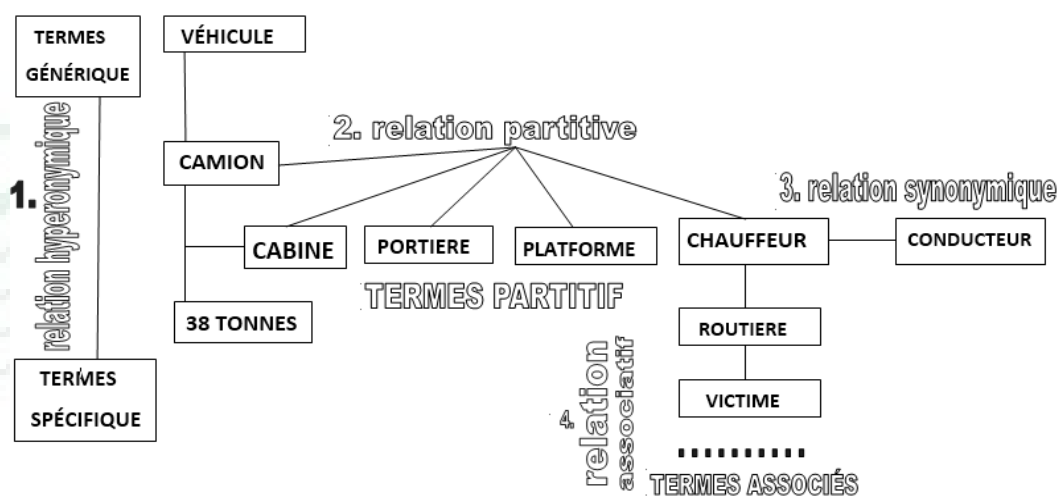 TERMES
GÉNÉRIQUE
VÉHICULE
1.
relation hyperonymique
2. relation partitive
CAMION
3. relation synonymique
CABINE
PORTIERE
PLATFORME
CHAUFFEUR
CONDUCTEUR
TERMES PARTITIF
38 TONNES
ROUTIERE
4.
relation
associatif
TERMES
SPÉCIFIQUE
VICTIME
..........
TERMES ASSOCIÉS